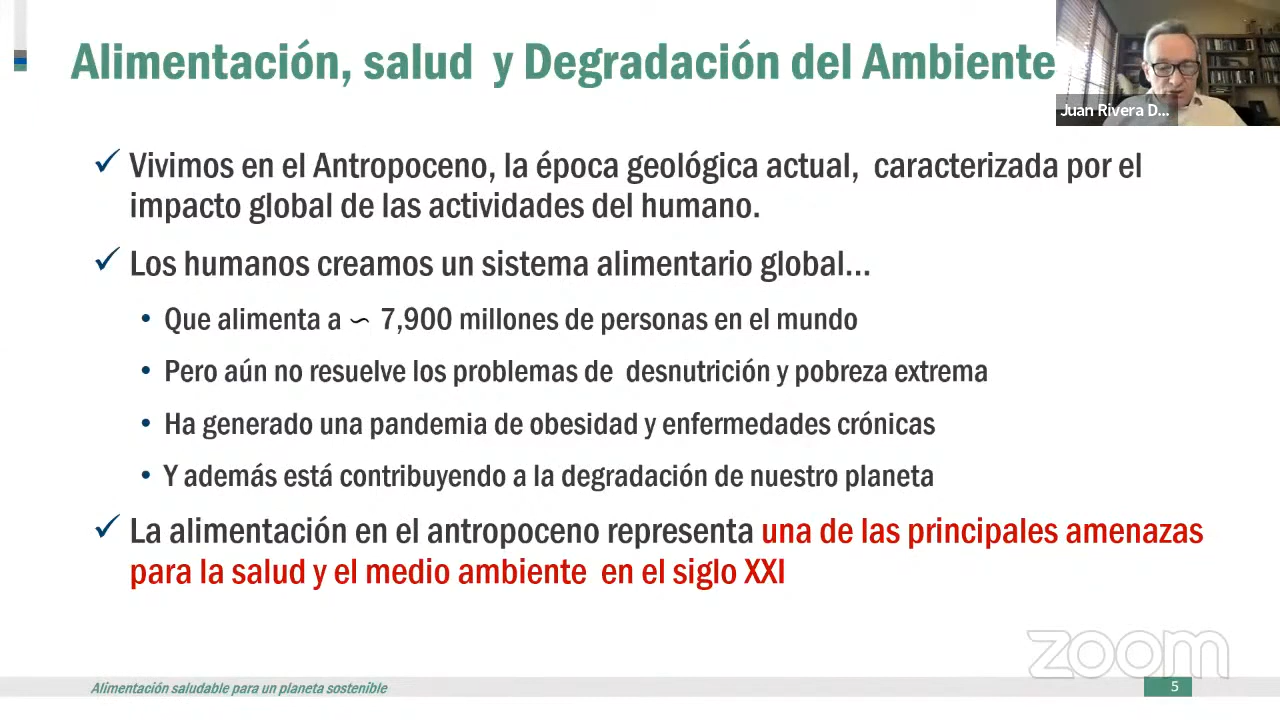 Alimentación, salud y Degradación del Ambiente
Juan Rivera D...
✓ Vivimos en el Antropoceno, la época geológica actual, caracterizada por el
impacto global de las actividades del humano.
✓ Los humanos creamos un sistema alimentario global...
• Que alimenta a ∽ 7,900 millones de personas en el mundo
• Pero aún no resuelve los problemas de desnutrición y pobreza extrema
• Ha generado una pandemia de obesidad y enfermedades crónicas
• Y además está contribuyendo a la degradación de nuestro planeta
✓ La alimentación en el antropoceno representa una de las principales amenazas
para la salud y el medio ambiente en el siglo XXI
zoom
Alimentación saludable para un planeta sostenible
5